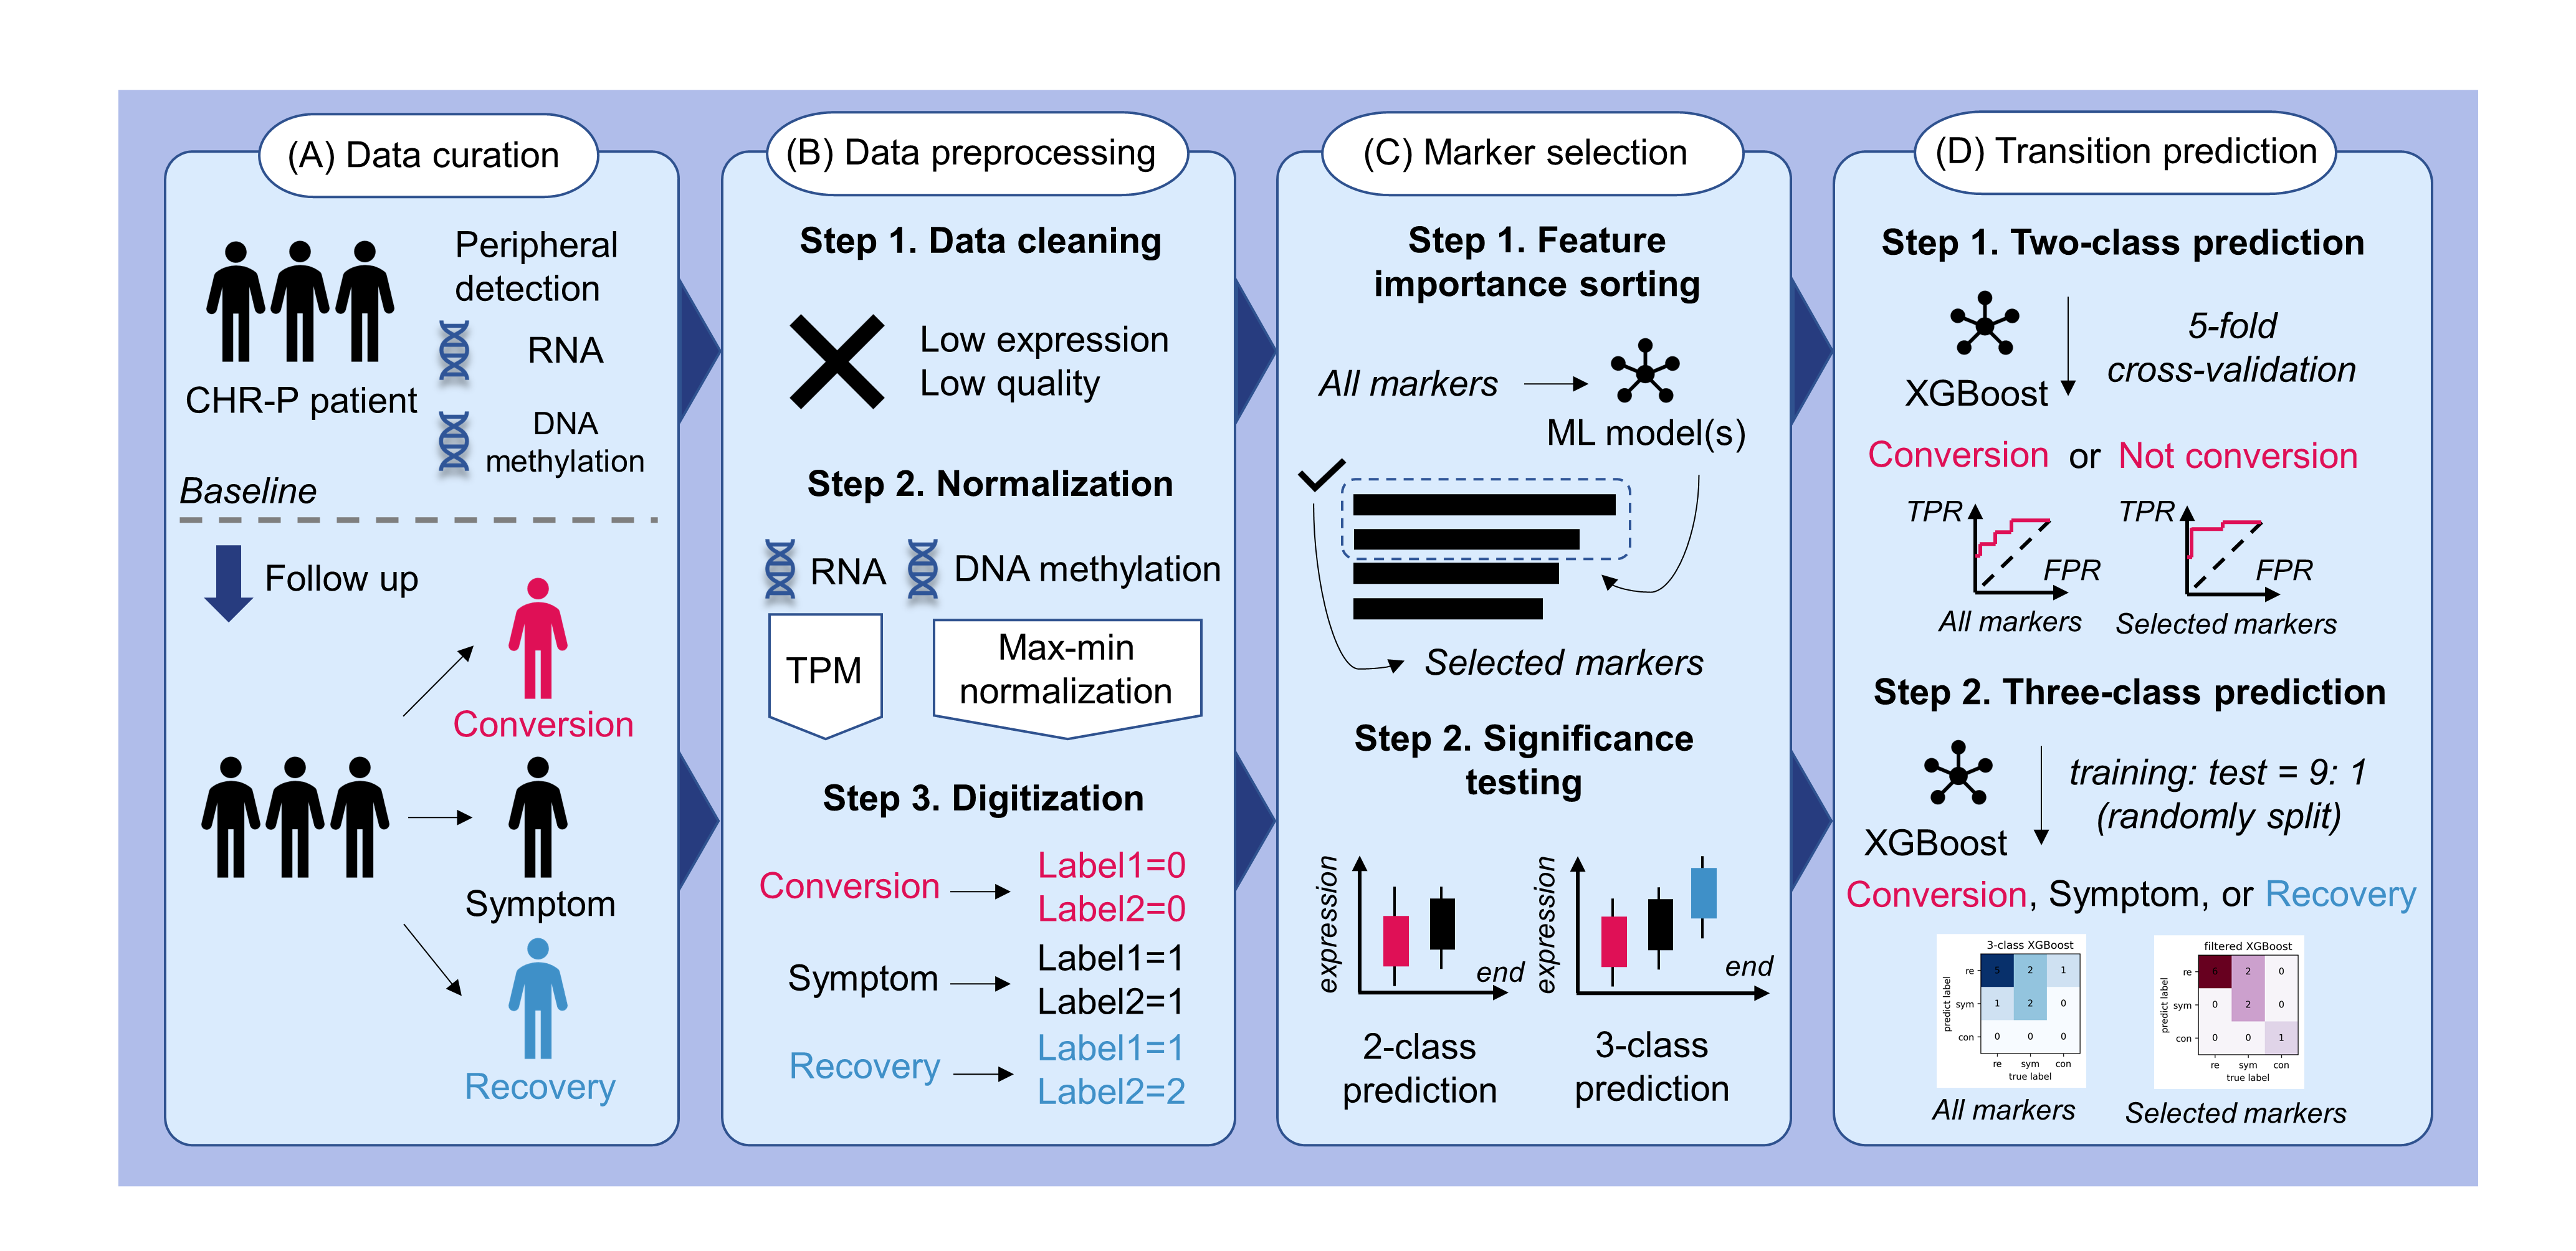 (A) Data curation
Peripheral
detection
RNA
CHR-P patient
DNA
methylation
Baseline
Follow up
Conversion
Symptom
Recovery
(B) Data preprocessing
Step 1. Data cleaning
Low expression
Low quality
Step 2. Normalization
RNA
DNA methylation
TPM
Max-min
normalization
Step 3. Digitization
Conversion
Label1=0
Label2=0
Symptom
Label1=1
Label2=1
Recovery
Label1=1
Label2=2
(C) Marker selection
Step 1. Feature
importance sorting
All markers
ML model(s)
Selected markers
Step 2. Significance
testing
expression
end
expression
end
2-class
prediction
3-class
prediction
(D) Transition prediction
Step 1. Two-class prediction
XGBoost
5-fold
cross-validation
Conversion or Not conversion
TPR
FPR
All markers
TPR
FPR
Selected markers
Step 2. Three-class prediction
XGBoost
training: test = 9: 1
(randomly split)
Conversion, Symptom, or Recovery
3-class XGBoost
predict label
re 5 2 1
sym 1 2 0
con 0 0 0
re sym con
true label
All markers
filtered XGBoost
predict label
re 6 2 0
sym 0 2 0
con 0 0 1
re sym con
true label
Selected markers